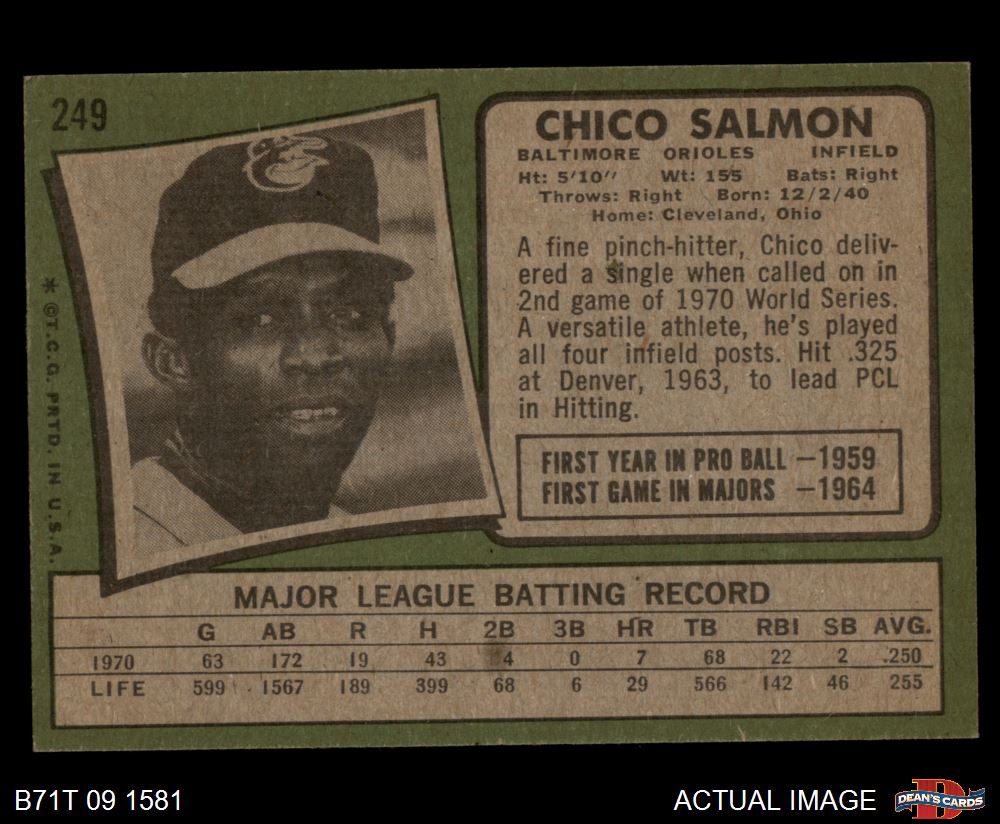 249
CHICO SALMON
BALTIMORE ORIOLES INFIELD
Ht: 5'10" Wt: 155 Bats: Right
Throws: Right Born: 12/2/40
Home: Cleveland, Ohio
A fine pinch-hitter, Chico deliv-
ered a single when called on in
2nd game of 1970 World Series.
A versatile athlete, he's played
all four infield posts. Hit .325
at Denver, 1963, to lead PCL
in Hitting.
FIRST YEAR IN PRO BALL —1959
FIRST GAME IN MAJORS —1964
* ©T.C.G. PRTD. IN U.S.A.
MAJOR LEAGUE BATTING RECORD
G AB R H 2B 3B HR TB RBI SB AVG.
1970 63 172 19 43 4 0 7 68 22 2 .250
LIFE 599 1567 189 399 68 6 29 566 142 46 255
B71T 09 1581
ACTUAL IMAGE
D
DEAN'S CARDS